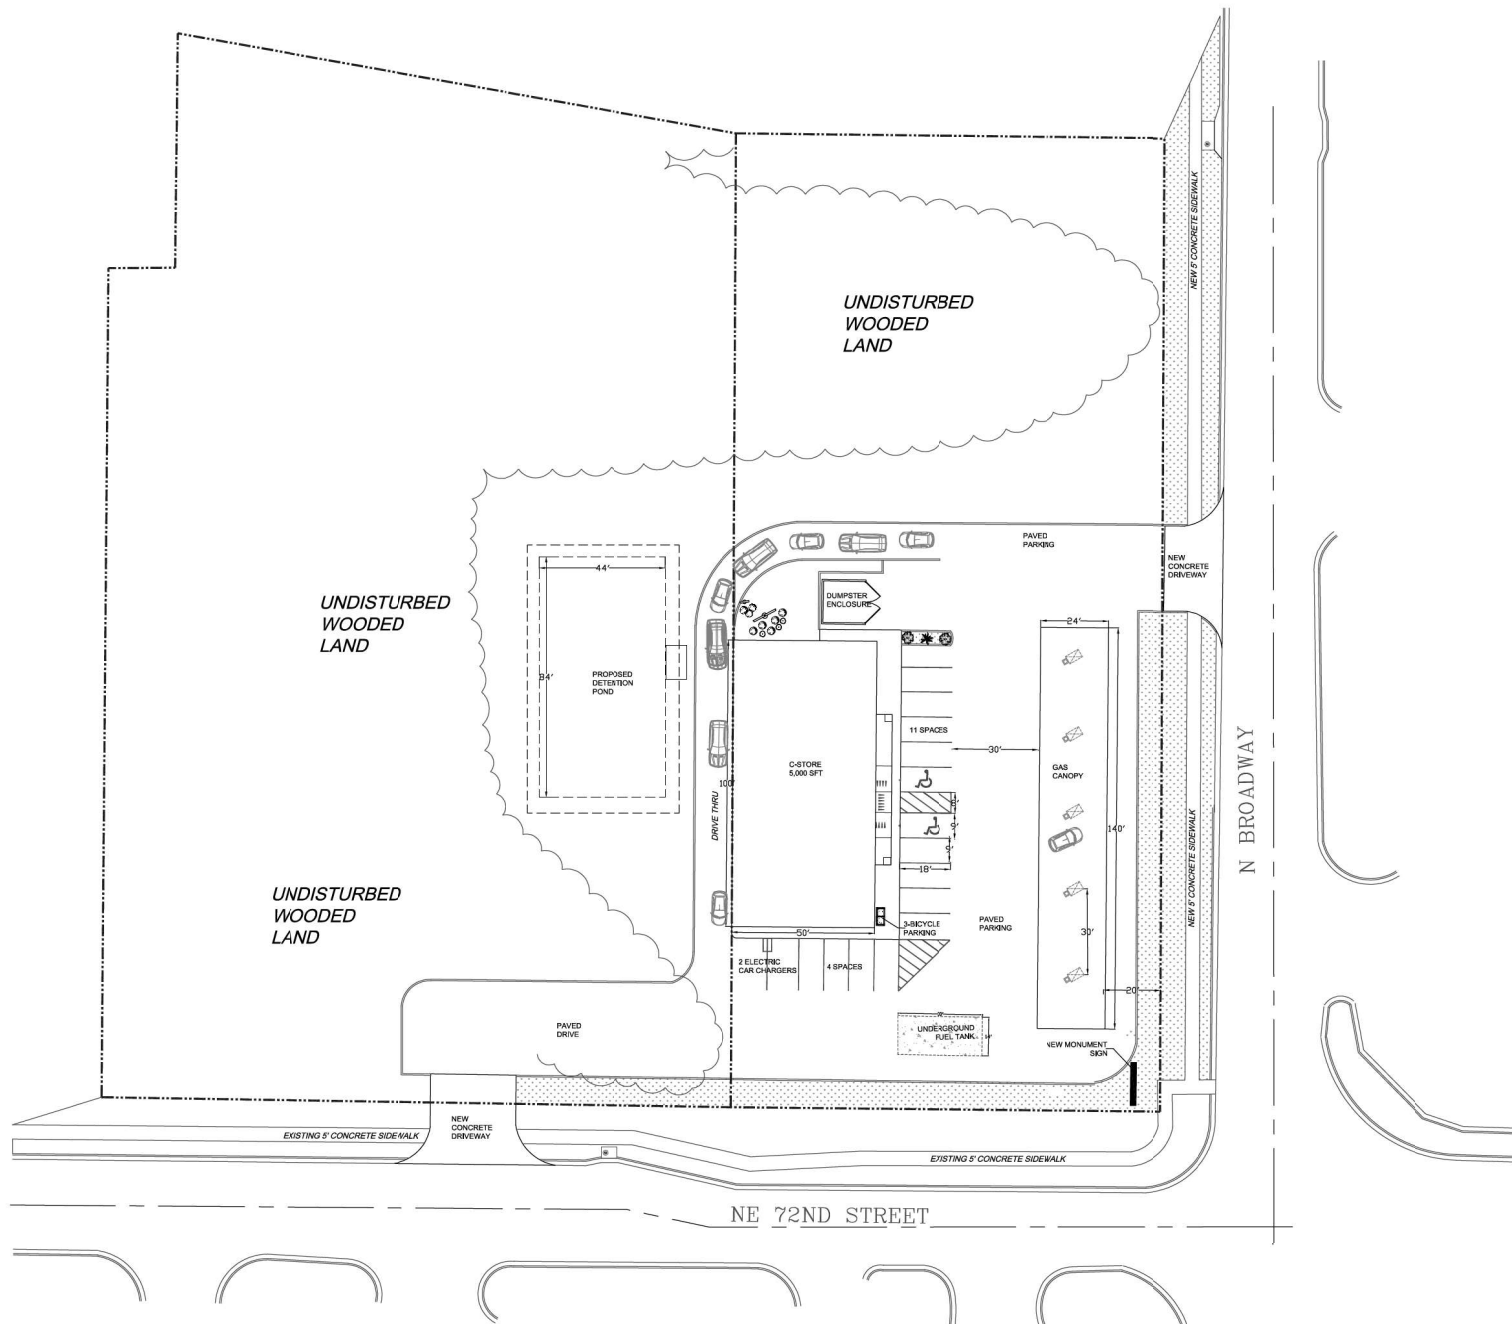 NEW 5' CONCRETE SIDEWALK
UNDISTURBED
WOODED
LAND
PAVED
PARKING
NEW
CONCRETE
DRIVEWAY
44'
UNDISTURBED
WOODED
LAND
DUMPSTER
ENCLOSURE
24'
84'
PROPOSED
DETENTION
POND
11 SPACES
30'
GAS
CANOPY
C-STORE
5,000 SFT
100'
DRIVE THRU
9'
9'
140'
18'
N BROADWAY
NEW 5' CONCRETE SIDEWALK
UNDISTURBED
WOODED
LAND
50'
3-BICYCLE
PARKING
PAVED
PARKING
30'
2 ELECTRIC
CAR CHARGERS
4 SPACES
20'
PAVED
DRIVE
UNDERGROUND
FUEL TANK
NEW MONUMENT
SIGN
NEW
CONCRETE
DRIVEWAY
EXISTING 5' CONCRETE SIDEWALK
EXISTING 5' CONCRETE SIDEWALK
NE 72ND STREET